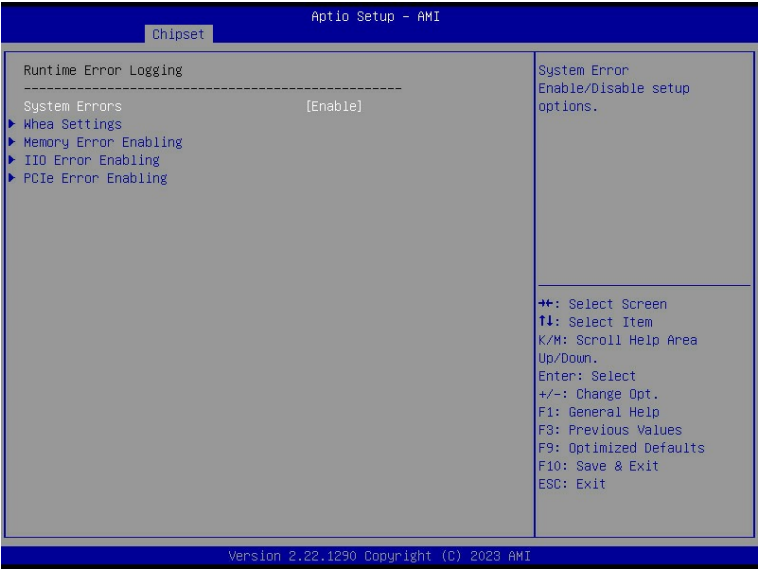 Aptio Setup - AMI
Chipset
Runtime Error Logging
--------------------------------------------------
System Errors [Enable]
Whea Settings
Memory Error Enabling
IIO Error Enabling
PCIe Error Enabling
System Error
Enable/Disable setup
options.
→←: Select Screen
↑↓: Select Item
K/M: Scroll Help Area
Up/Down.
Enter: Select
+/-: Change Opt.
F1: General Help
F3: Previous Values
F9: Optimized Defaults
F10: Save & Exit
ESC: Exit
Version 2.22.1290 Copyright (C) 2023 AMI